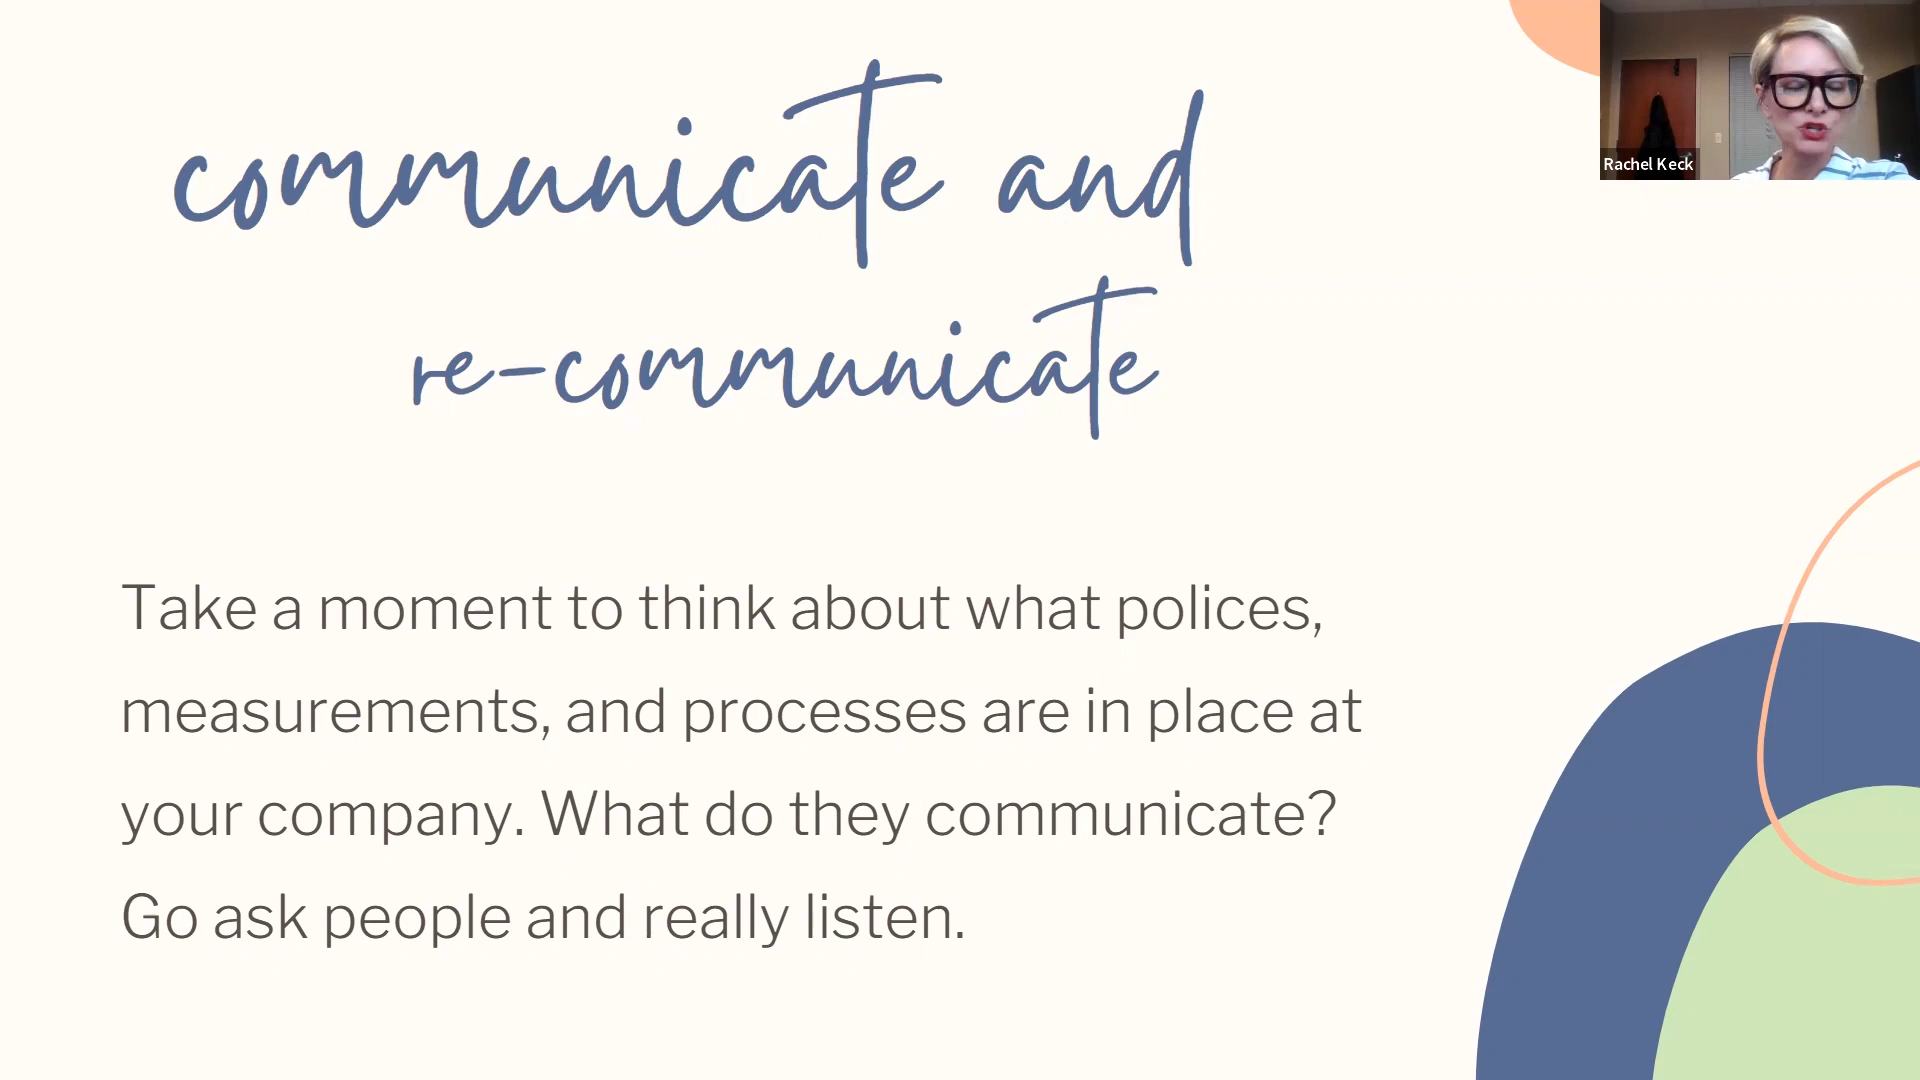 communicate and
re-communicate
Rachel Keck
Take a moment to think about what polices,
measurements, and processes are in place at
your company. What do they communicate?
Go ask people and really listen.